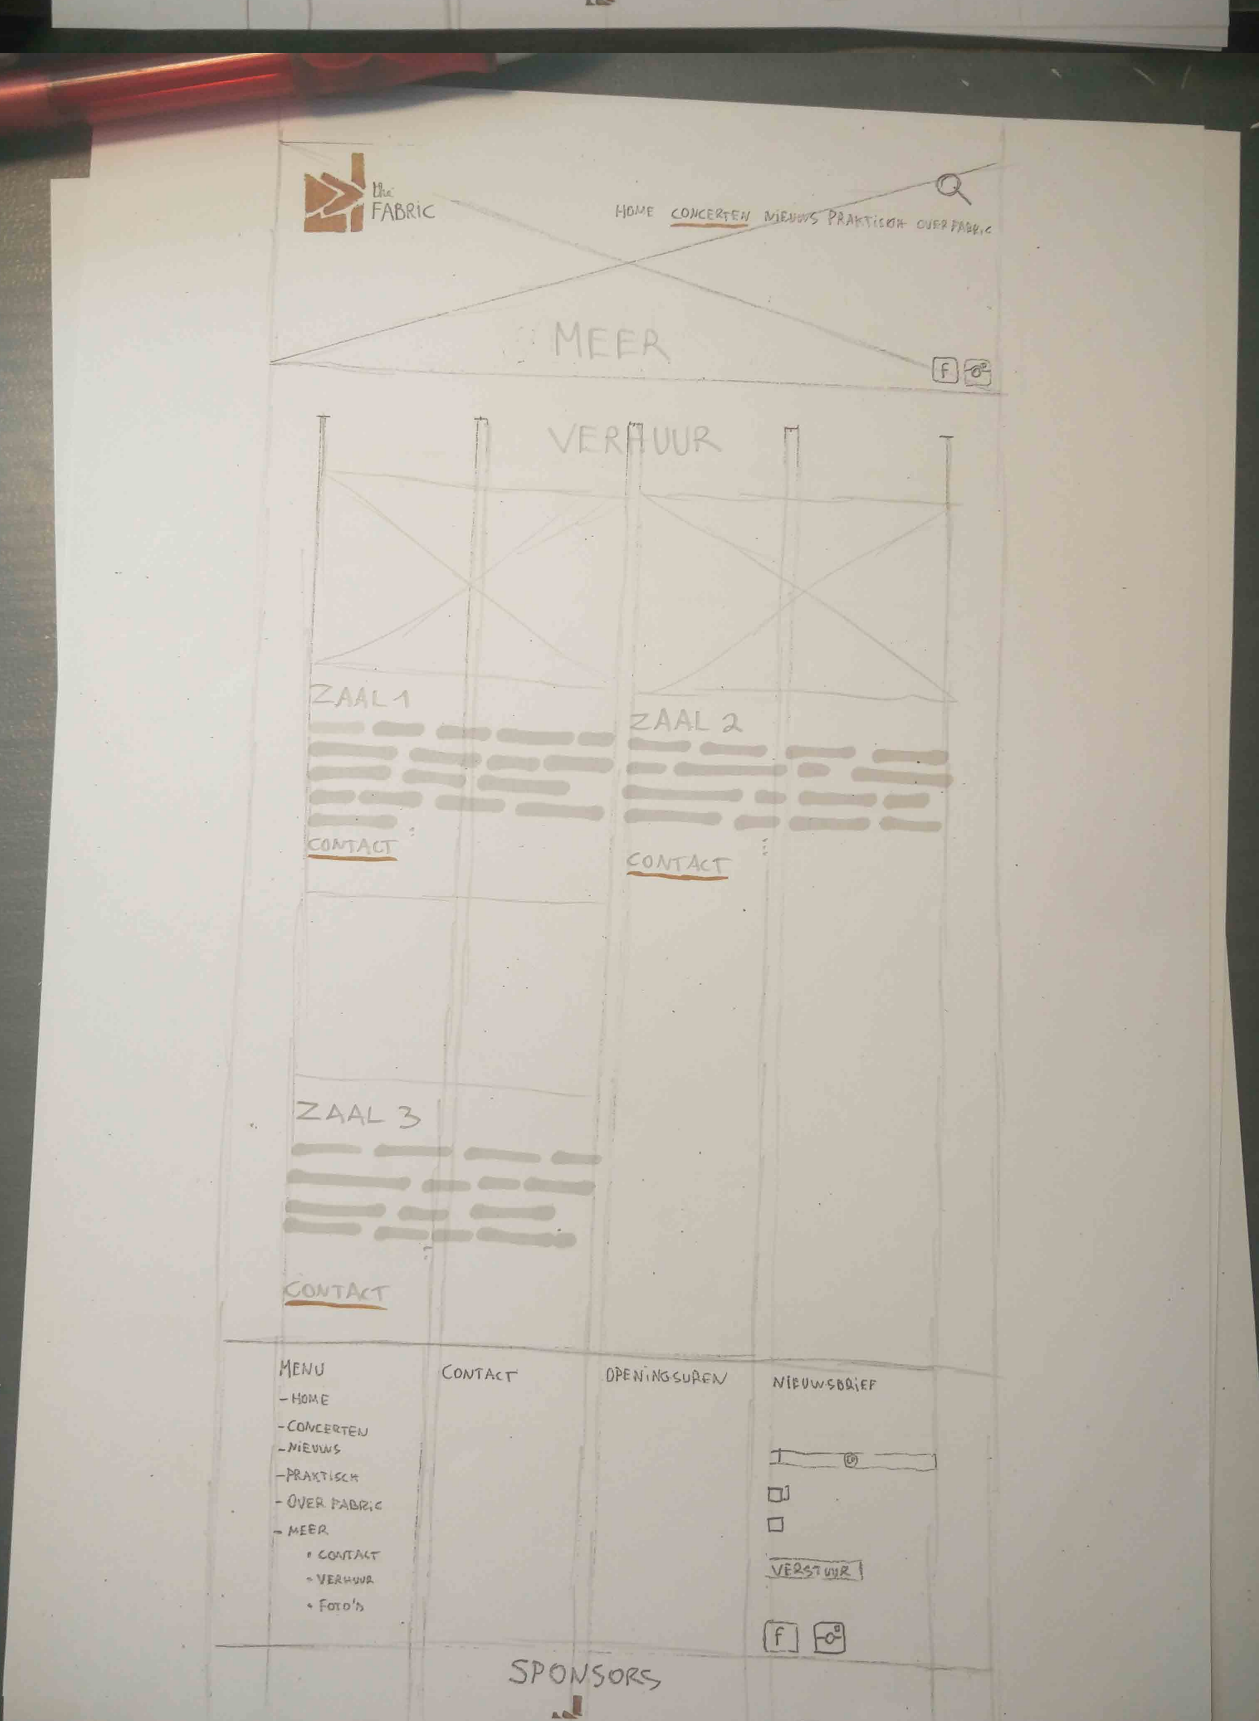 the
FABRIC
HOME CONCERTEN NIEUWS PRAKTISCH OVER FABRIC
MEER
f
VERHUUR
ZAAL 1
CONTACT
ZAAL 2
CONTACT
ZAAL 3
CONTACT
MENU
- HOME
- CONCERTEN
- NIEUWS
- PRAKTISCH
- OVER FABRIC
- MEER
• CONTACT
• VERHUUR
• FOTO'S
CONTACT
OPENINGSUREN
NIEUWSBRIEF
@
VERSTUUR
f
SPONSORS